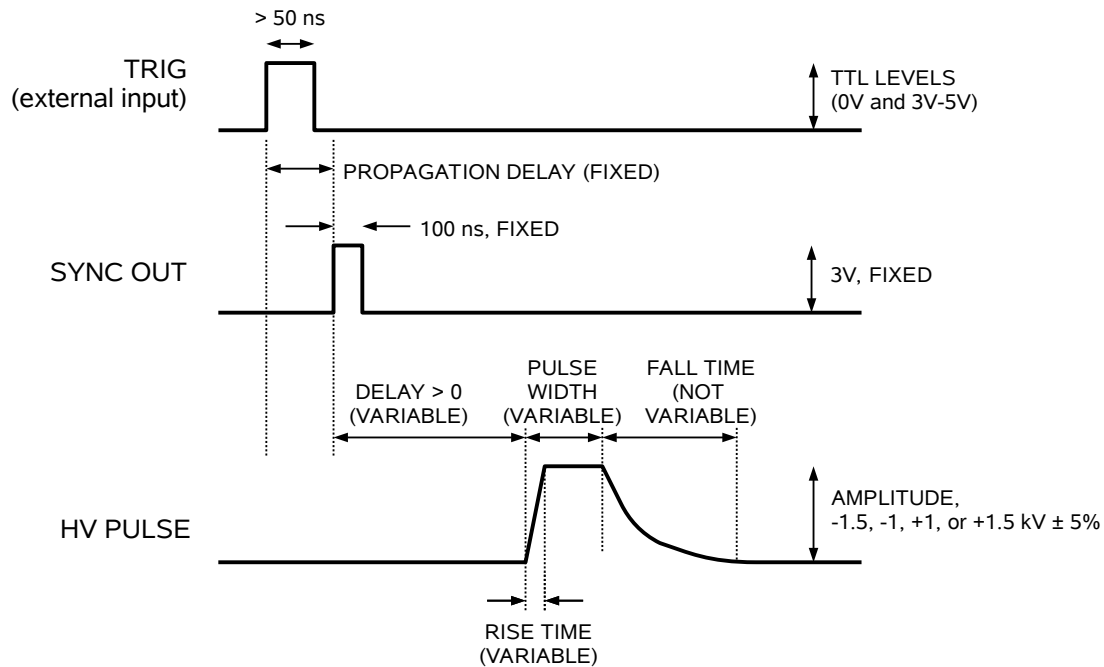 > 50 ns
TRIG
(external input)
TTL LEVELS
(0V and 3V-5V)
PROPAGATION DELAY (FIXED)
100 ns, FIXED
SYNC OUT
3V, FIXED
DELAY > 0
(VARIABLE)
PULSE
WIDTH
(VARIABLE)
FALL TIME
(NOT
VARIABLE)
HV PULSE
AMPLITUDE,
-1.5, -1, +1, or +1.5 kV ± 5%
RISE TIME
(VARIABLE)